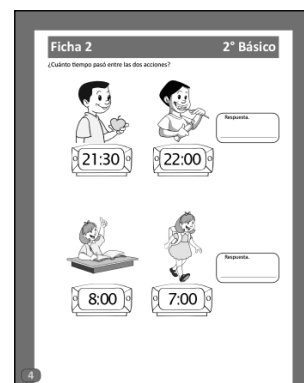 Ficha 2 2° Básico
¿Cuánto tiempo pasó entre las dos acciones?
Respuesta.
21:30 22:00
Respuesta.
8:00 7:00
4